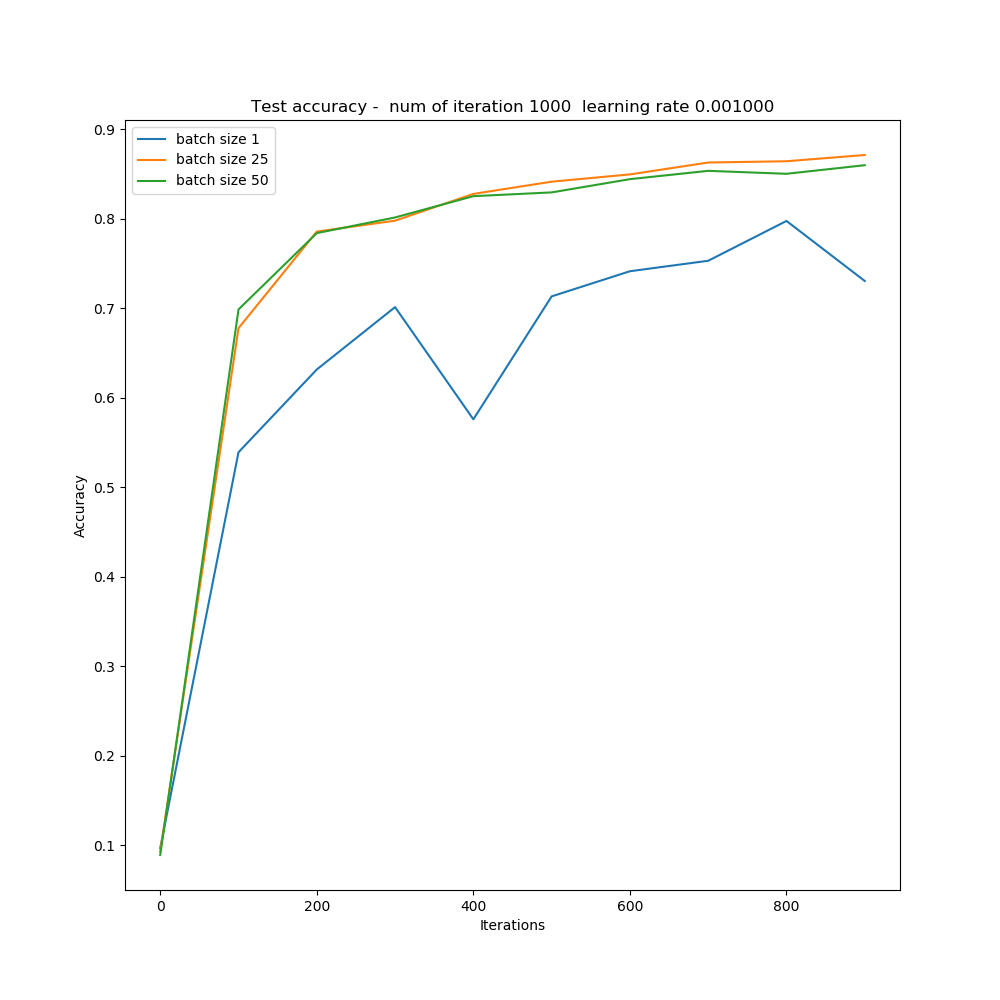 Test accuracy -  num of iteration 1000  learning rate 0.001000
batch size 1
batch size 25
batch size 50
0.9
0.8
0.7
0.6
0.5
0.4
0.3
0.2
0.1
Accuracy
0 200 400 600 800
Iterations